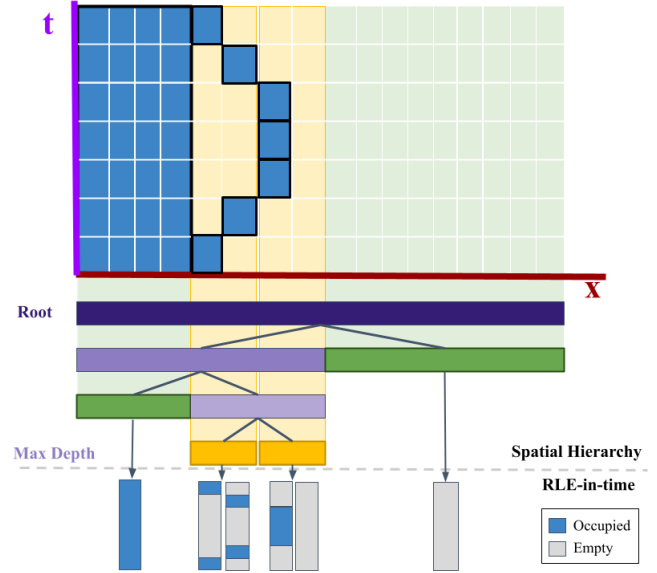 t
x
Root
Max Depth
Spatial Hierarchy
RLE-in-time
Occupied
Empty